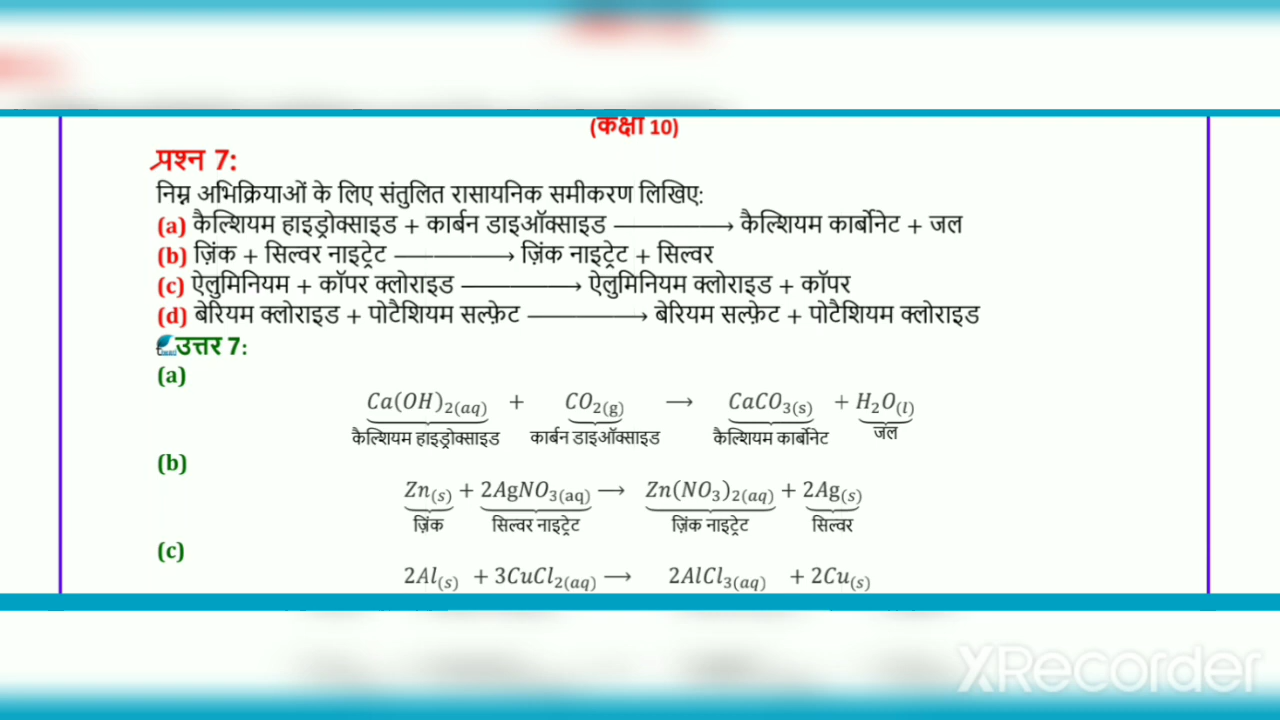 (कक्षा 10)
प्रश्न 7:
निम्न अभिक्रियाओं के लिए संतुलित रासायनिक समीकरण लिखिए:
(a) कैल्शियम हाइड्रोक्साइड + कार्बन डाइऑक्साइड ⟶ कैल्शियम कार्बोनेट + जल
(b) ज़िंक + सिल्वर नाइट्रेट ⟶ ज़िंक नाइट्रेट + सिल्वर
(c) ऐलुमिनियम + कॉपर क्लोराइड ⟶ ऐलुमिनियम क्लोराइड + कॉपर
(d) बेरियम क्लोराइड + पोटैशियम सल्फ़ेट ⟶ बेरियम सल्फ़ेट + पोटैशियम क्लोराइड
उत्तर 7:
(a)
Ca(OH)2(aq) + CO2(g) ⟶ CaCO3(s) + H2O(l)
कैल्शियम हाइड्रोक्साइड कार्बन डाइऑक्साइड कैल्शियम कार्बोनेट जल
(b)
Zn(s) + 2AgNO3(aq) ⟶ Zn(NO3)2(aq) + 2Ag(s)
ज़िंक सिल्वर नाइट्रेट ज़िंक नाइट्रेट सिल्वर
(c)
2Al(s) + 3CuCl2(aq) ⟶ 2AlCl3(aq) + 2Cu(s)
XRecorder